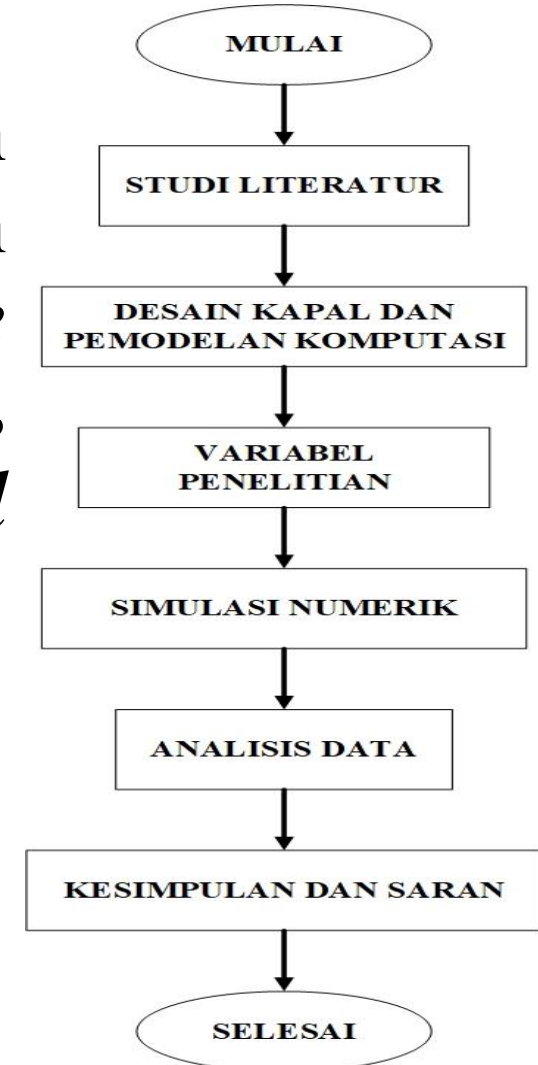 MULAI
STUDI LITERATUR
DESAIN KAPAL DAN
PEMODELAN KOMPUTASI
VARIABEL
PENELITIAN
SIMULASI NUMERIK
ANALISIS DATA
KESIMPULAN DAN SARAN
SELESAI